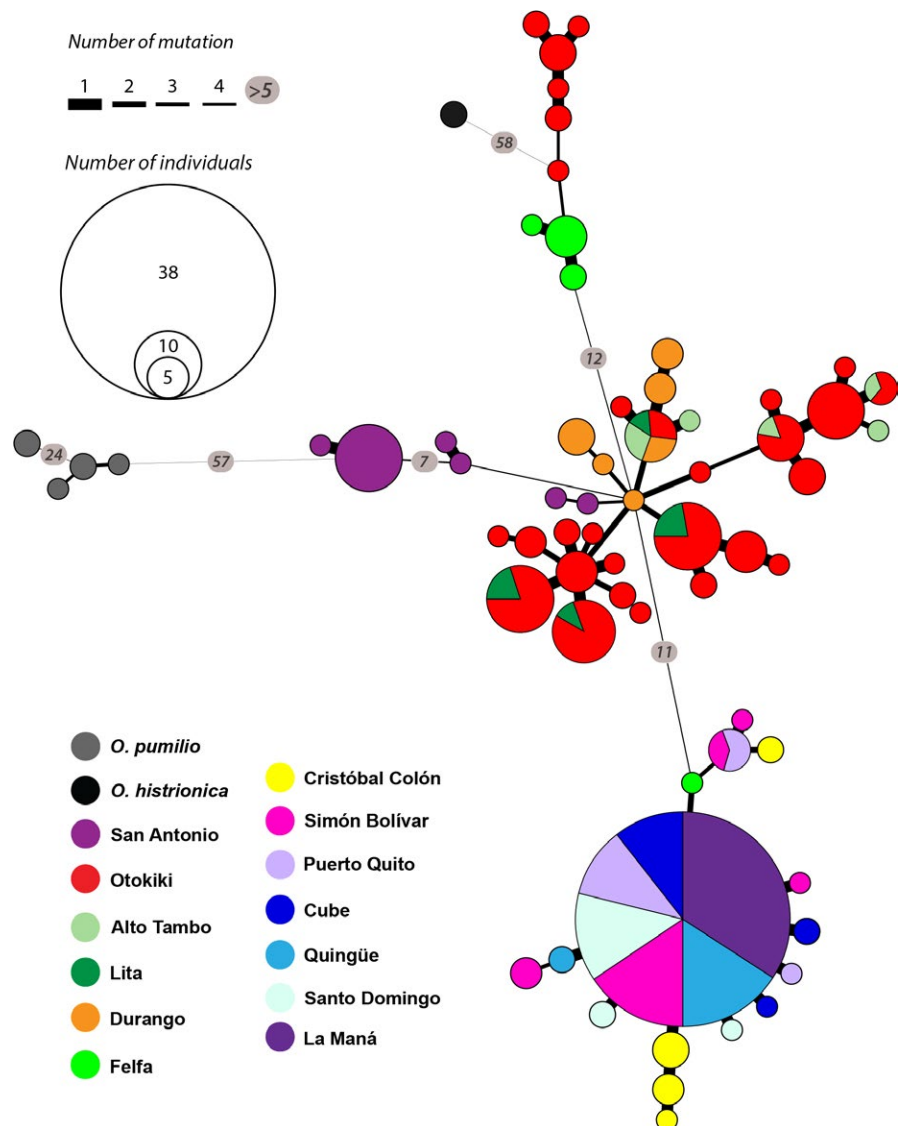 Number of mutation
1 2 3 4 >5
Number of individuals
38
10
5
58
12
24
57
7
11
O. pumilio
O. histrionica
San Antonio
Otokiki
Alto Tambo
Lita
Durango
Felfa
Cristóbal Colón
Simón Bolívar
Puerto Quito
Cube
Quingüe
Santo Domingo
La Maná